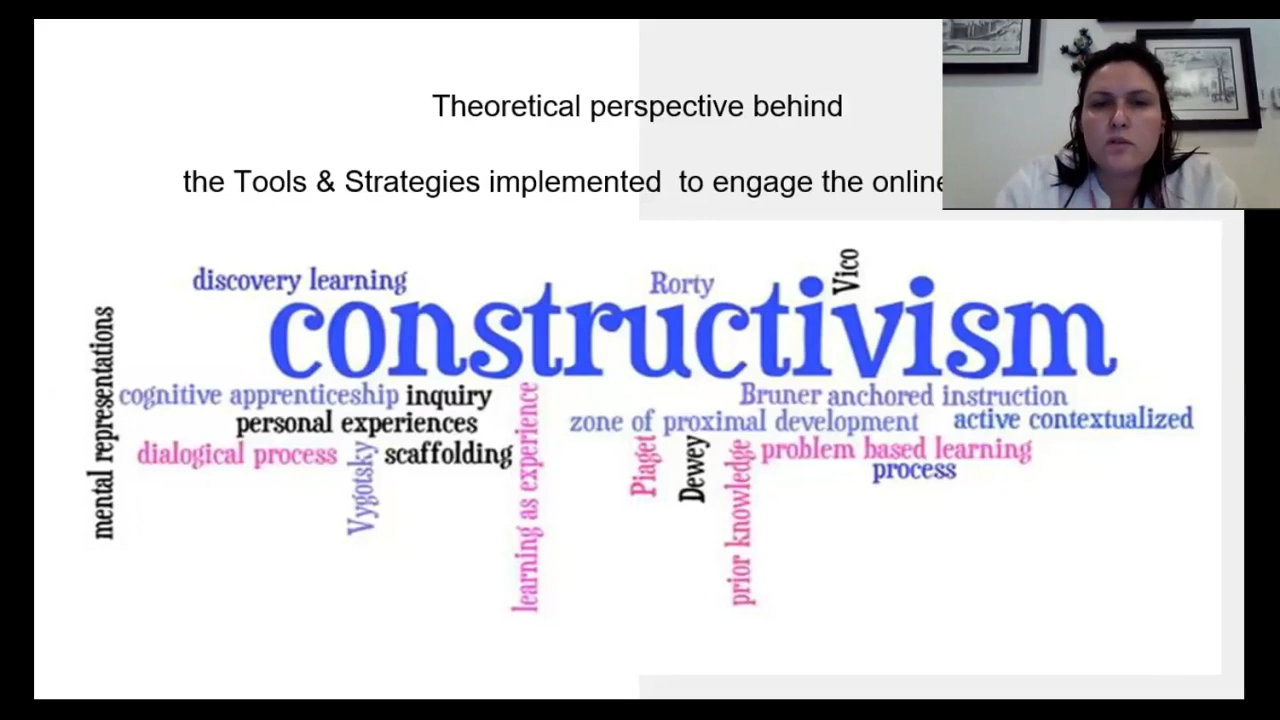 Theoretical perspective behind
the Tools & Strategies implemented to engage the online
discovery learning
Rorty
Vico
constructivism
mental representations
cognitive apprenticeship inquiry
Bruner anchored instruction
personal experiences
zone of proximal development
active contextualized
dialogical process
scaffolding
problem based learning
process
Vygotsky
learning as experience
Piaget
Dewey
prior knowledge